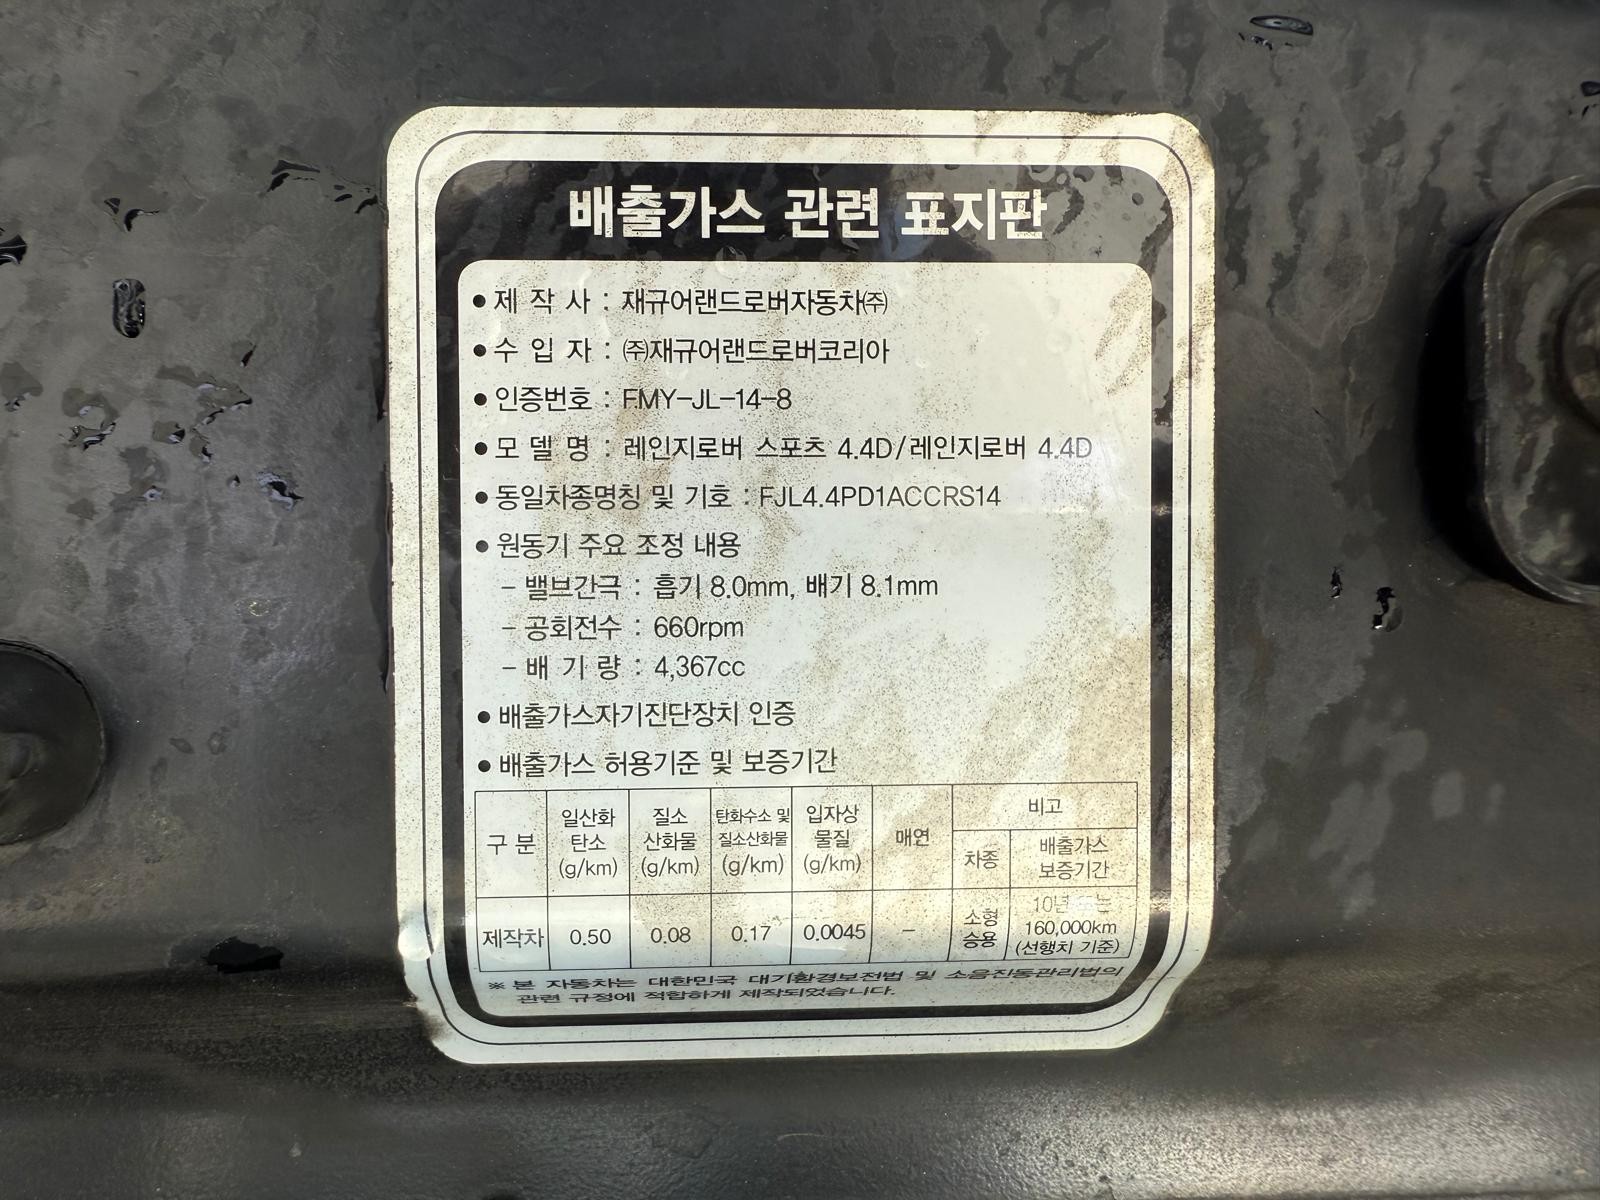 배출가스 관련 표지판
● 제 작 사 : 재규어랜드로버자동차㈜
● 수 입 자 : ㈜재규어랜드로버코리아
● 인증번호 : FMY-JL-14-8
● 모 델 명 : 레인지로버 스포츠 4.4D/레인지로버 4.4D
● 동일차종명칭 및 기호 : FJL4.4PD1ACCRS14
● 원동기 주요 조정 내용
- 밸브간극 : 흡기 8.0mm, 배기 8.1mm
- 공회전수 : 660rpm
- 배 기 량 : 4,367cc
● 배출가스자기진단장치 인증
● 배출가스 허용기준 및 보증기간
구 분
일산화
탄소
(g/km)
질소
산화물
(g/km)
탄화수소 및
질소산화물
(g/km)
입자상
물질
(g/km)
매연
비고
차종
배출가스
보증기간
제작차
0.50
0.08
0.17
0.0045
-
소형
승용
10년 또는
160,000km
(선행치 기준)
※ 본 자동차는 대한민국 대기환경보전법 및 소음진동관리법의
관련 규정에 적합하게 제작되었습니다.